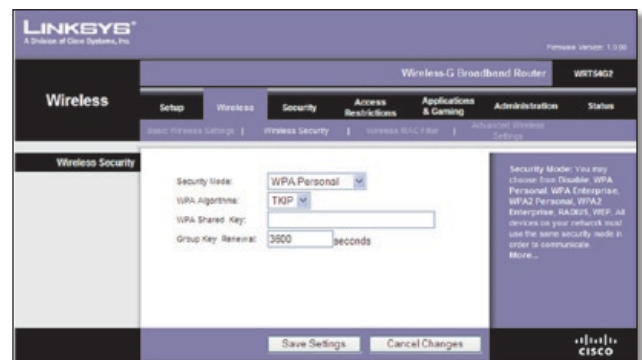 LINKSYS®
A Division of Cisco Systems, Inc.
Firmware Version: 1.0.00
Wireless-G Broadband Router WRT54G2
Wireless
Setup Wireless Security Access Restrictions Applications & Gaming Administration Status
Basic Wireless Settings | Wireless Security | Wireless MAC Filter | Advanced Wireless Settings
Wireless Security
Security Mode: WPA Personal
WPA Algorithms: TKIP
WPA Shared Key:
Group Key Renewal: 3600 seconds
Security Mode: You may
choose from Disable, WPA
Personal, WPA Enterprise,
WPA2 Personal, WPA2
Enterprise, RADIUS, WEP. All
devices on your network must
use the same security mode in
order to communicate.
More...
Save Settings Cancel Changes
CISCO